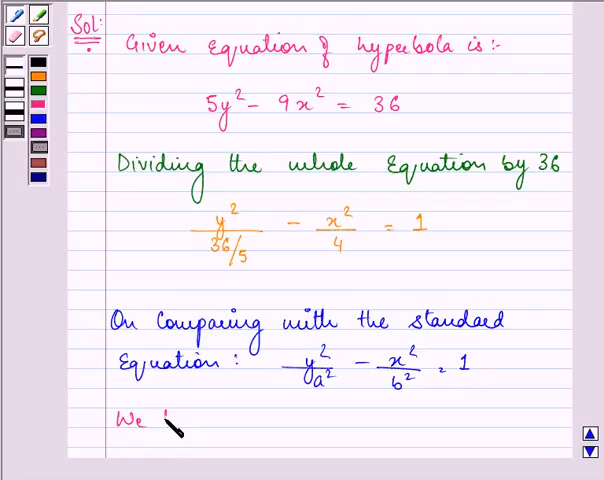 Sol:
Given Equation of hyperbola is:-
5y² - 9x² = 36
Dividing the whole Equation by 36
y²/(36/5) - x²/4 = 1
On Comparing with the standard
Equation: y²/a² - x²/b² = 1
We